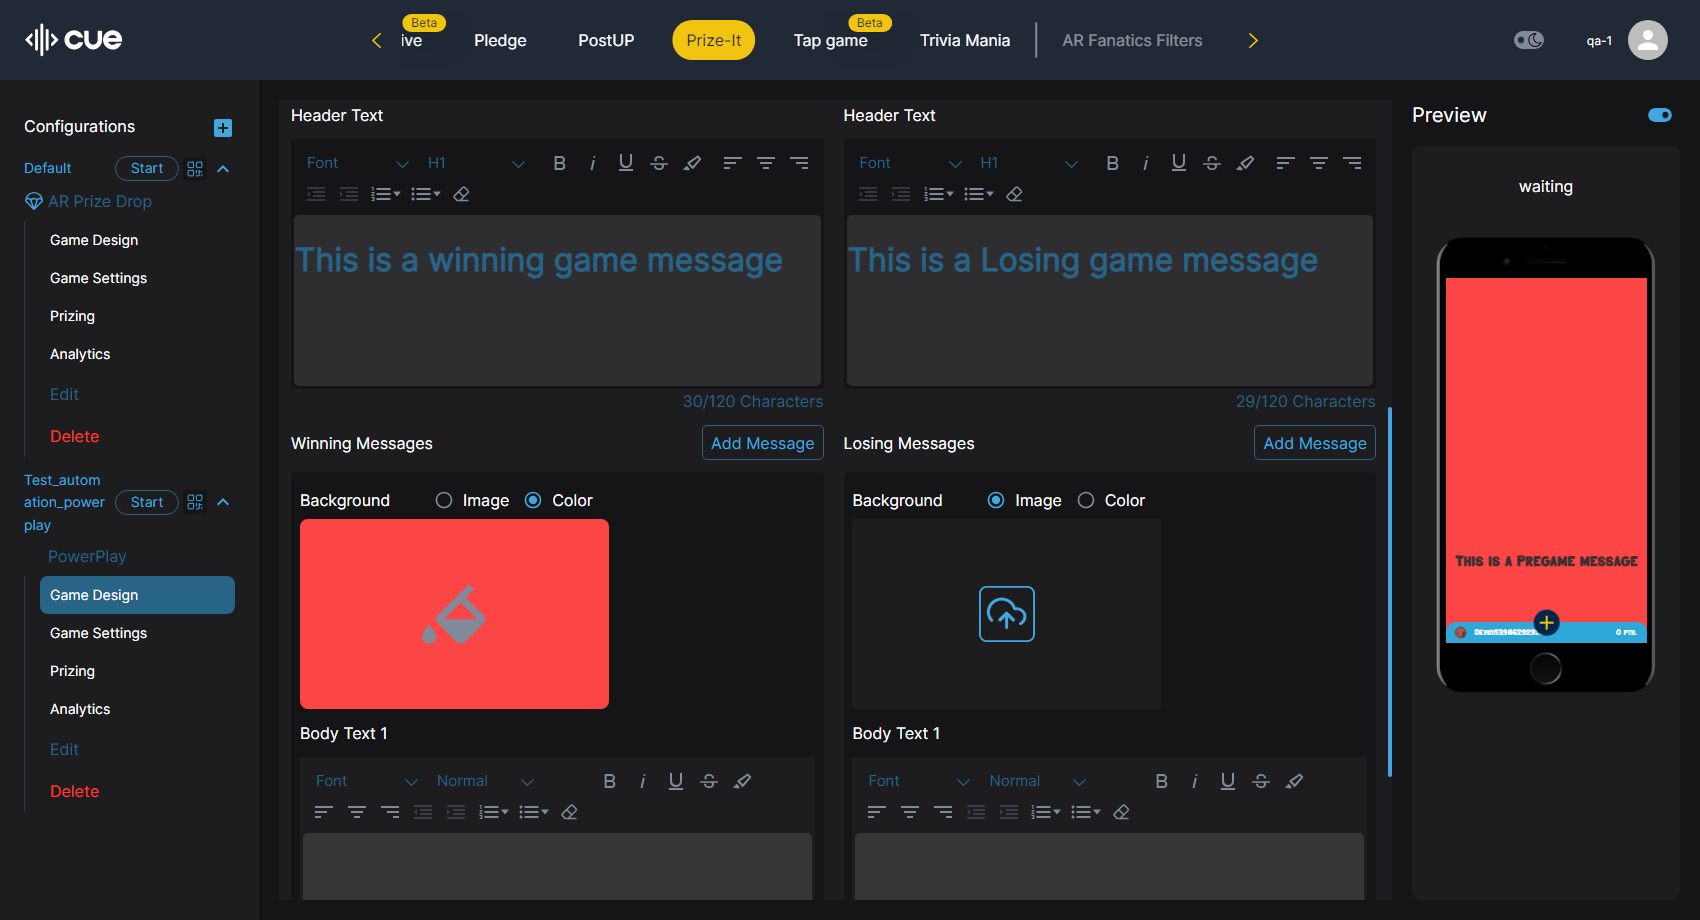 cue
ive
Beta
Pledge
PostUP
Prize-It
Tap game
Beta
Trivia Mania
AR Fanatics Filters
qa-1
Configurations
Default
Start
AR Prize Drop
Game Design
Game Settings
Prizing
Analytics
Edit
Delete
Test_autom
ation_power
play
Start
PowerPlay
Game Design
Game Settings
Prizing
Analytics
Edit
Delete
Header Text
Font
H1
This is a winning game message
30/120 Characters
Winning Messages
Add Message
Background
Image
Color
Body Text 1
Font
Normal
Header Text
Font
H1
This is a Losing game message
29/120 Characters
Losing Messages
Add Message
Background
Image
Color
Body Text 1
Font
Normal
Preview
waiting
This is a Pregame message
0 pts.